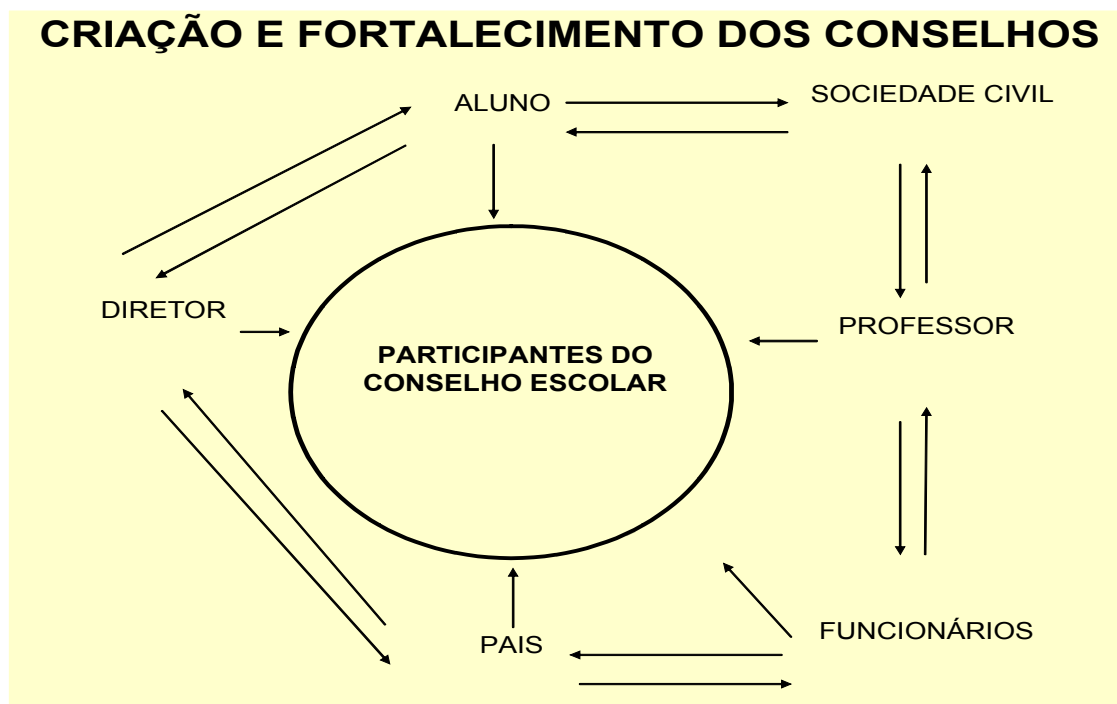 CRIAÇÃO E FORTALECIMENTO DOS CONSELHOS
ALUNO
SOCIEDADE CIVIL
DIRETOR
PROFESSOR
PARTICIPANTES DO
CONSELHO ESCOLAR
PAIS
FUNCIONÁRIOS